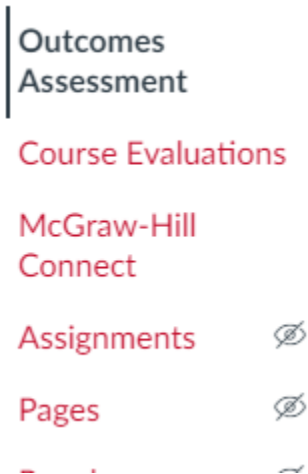 Outcomes
Assessment
Course Evaluations
McGraw-Hill
Connect
Assignments
Pages